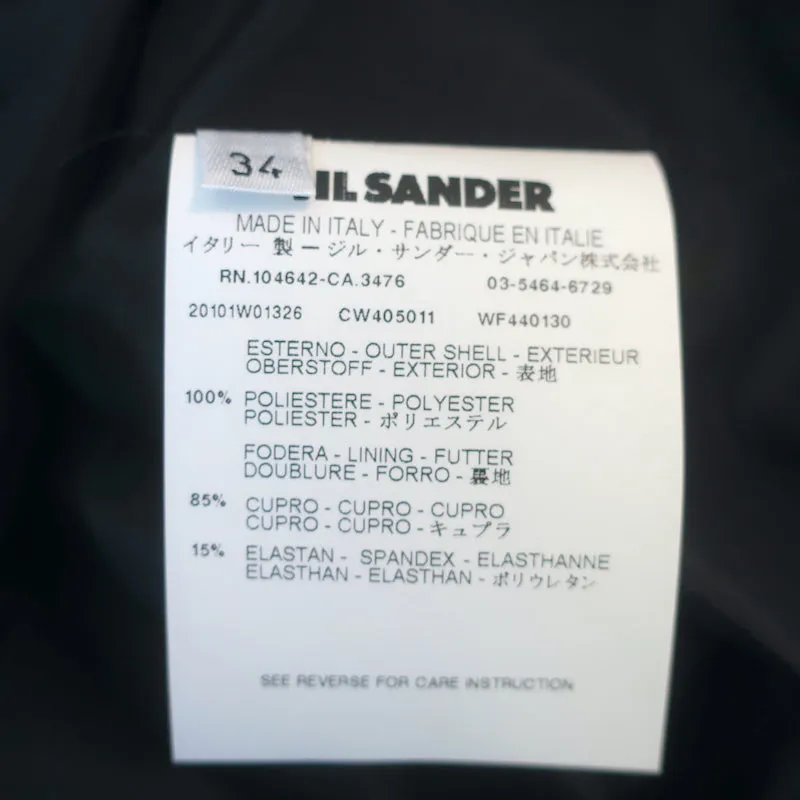 34
JIL SANDER
MADE IN ITALY - FABRIQUE EN ITALIE
イタリー 製 ー ジル・サンダー・ジャパン株式会社
RN.104642-CA.3476 03-5464-6729
20101W01326 CW405011 WF440130
ESTERNO - OUTER SHELL - EXTERIEUR
OBERSTOFF - EXTERIOR - 表地
100% POLIESTERE - POLYESTER
POLIESTER - ポリエステル
FODERA - LINING - FUTTER
DOUBLURE - FORRO - 裏地
85% CUPRO - CUPRO - CUPRO
CUPRO - CUPRO - キュプラ
15% ELASTAN - SPANDEX - ELASTHANNE
ELASTHAN - ELASTHAN - ポリウレタン
SEE REVERSE FOR CARE INSTRUCTION